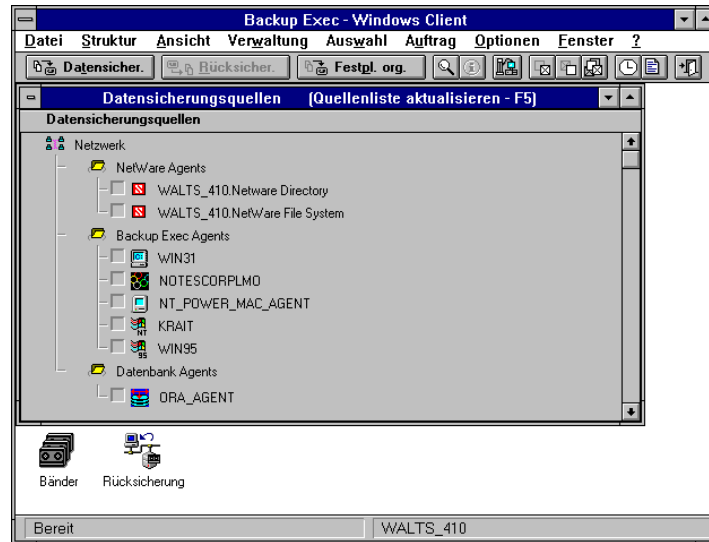 Backup Exec - Windows Client
Datei Struktur Ansicht Verwaltung Auswahl Auftrag Optionen Fenster ?
Datensicher. Rücksicher. Festpl. org.
Datensicherungsquellen (Quellenliste aktualisieren - F5)
Datensicherungsquellen
Netzwerk
NetWare Agents
WALTS_410.Netware Directory
WALTS_410.NetWare File System
Backup Exec Agents
WIN31
NOTESCORPLMO
NT_POWER_MAC_AGENT
NT
KRAIT
95
WIN95
Datenbank Agents
ORA_AGENT
Bänder Rücksicherung
Bereit WALTS_410